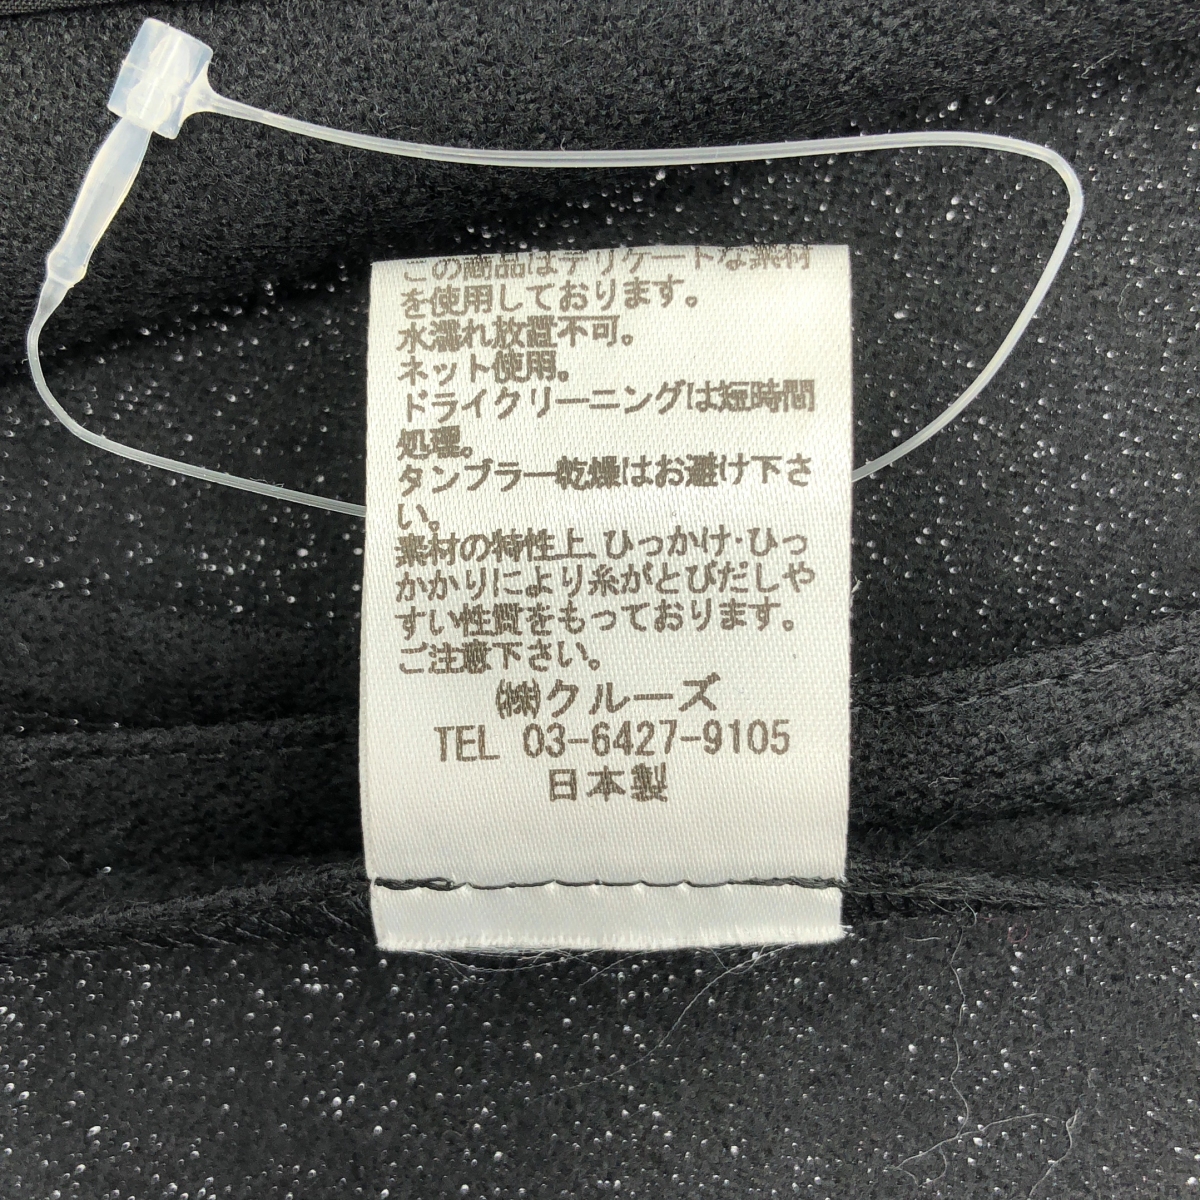 この商品はデリケートな素材
を使用しております。
水濡れ放置不可。
ネット使用。
ドライクリーニングは短時間
処理。
タンブラー乾燥はお避け下さ
い。
素材の特性上、ひっかけ・ひっ
かかりにより糸がとびだしや
すい性質をもっております。
ご注意下さい。
㈱クルーズ
TEL 03-6427-9105
日本製